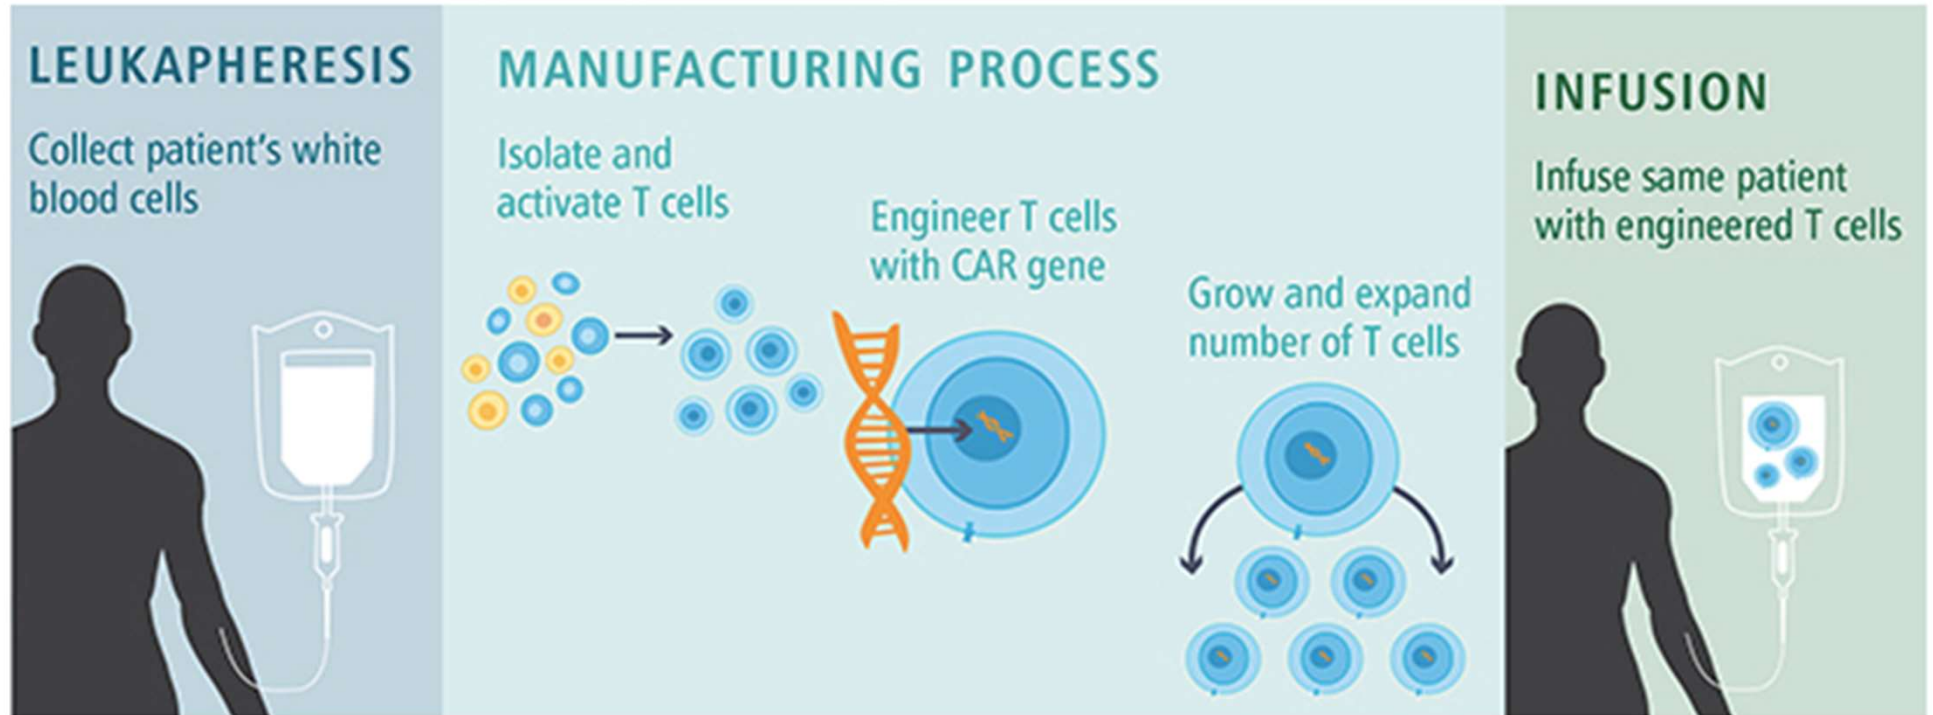 LEUKAPHERESIS
Collect patient's white
blood cells
MANUFACTURING PROCESS
Isolate and
activate T cells
Engineer T cells
with CAR gene
Grow and expand
number of T cells
INFUSION
Infuse same patient
with engineered T cells